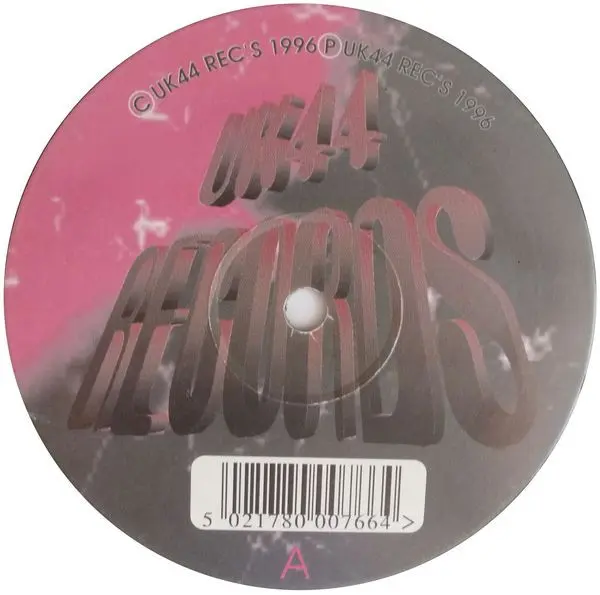 © UK44 REC'S 1996 ℗ UK44 REC'S 1996
UK44
RECORDS
5 021780 007664 >
A